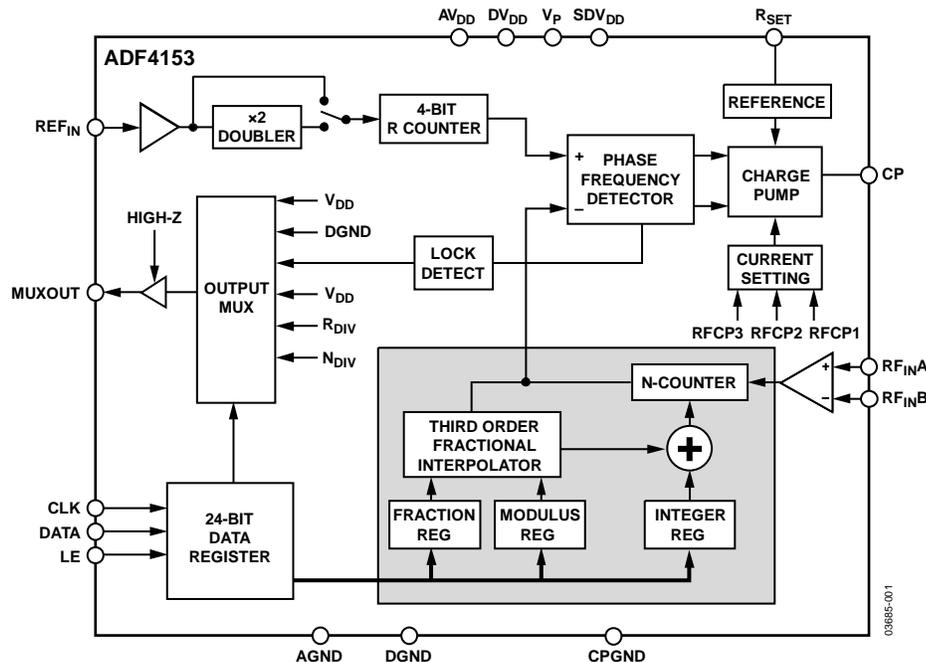 AVDD DVDD VP SDVDD RSET
ADF4153
×2
DOUBLER
4-BIT
R COUNTER
REFERENCE
REFIN
+
−
PHASE
FREQUENCY
DETECTOR
CHARGE
PUMP
CP
HIGH-Z
VDD
DGND
LOCK
DETECT
CURRENT
SETTING
MUXOUT
OUTPUT
MUX
VDD
RDIV
NDIV
RFCP3 RFCP2 RFCP1
N-COUNTER
+
−
RFINA
RFINB
THIRD ORDER
FRACTIONAL
INTERPOLATOR
+
CLK
DATA
LE
24-BIT
DATA
REGISTER
FRACTION
REG
MODULUS
REG
INTEGER
REG
AGND DGND CPGND
03685-001